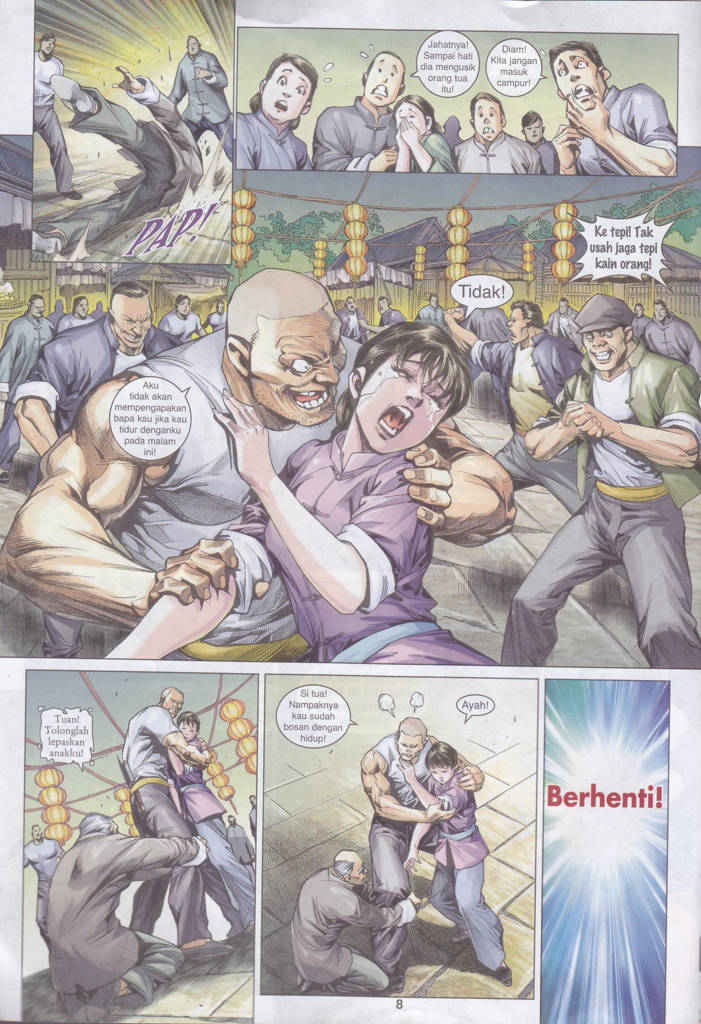 PAP!
Jahatnya!
Sampai hati
dia mengusik
orang tua
itu!
Diam!
Kita jangan
masuk
campur!
Ke tepi! Tak
usah jaga tepi
kain orang!
Tidak!
Aku
tidak akan
mempengapakan
bapa kau jika kau
tidur denganku
pada malam
ini!
Tuan!
Tolonglah
lepaskan
anakku!
Si tua!
Nampaknya
kau sudah
bosan dengan
hidup!
Ayah!
Berhenti!
8